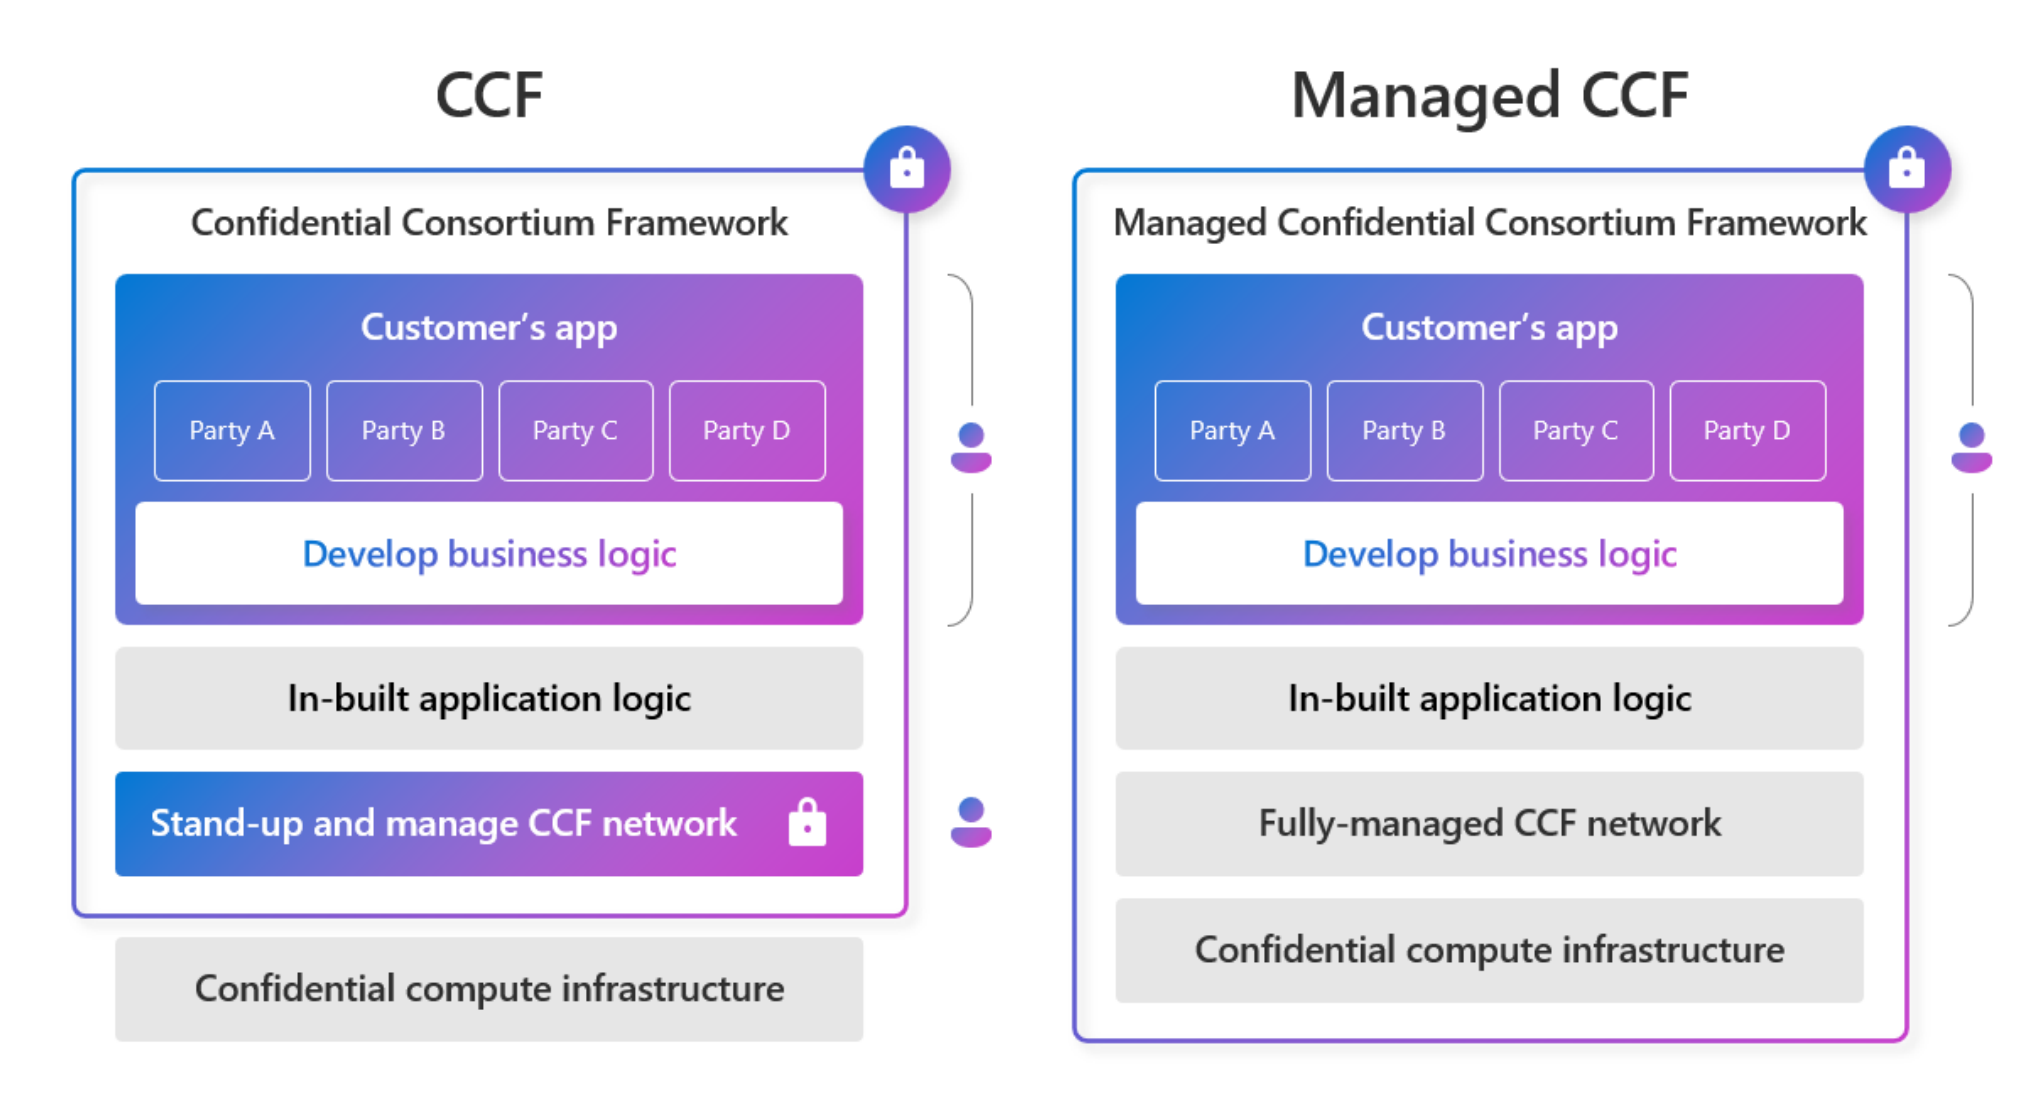 CCF
Confidential Consortium Framework
Customer’s app
Party A
Party B
Party C
Party D
Develop business logic
In-built application logic
Stand-up and manage CCF network
Confidential compute infrastructure
Managed CCF
Managed Confidential Consortium Framework
Customer’s app
Party A
Party B
Party C
Party D
Develop business logic
In-built application logic
Fully-managed CCF network
Confidential compute infrastructure